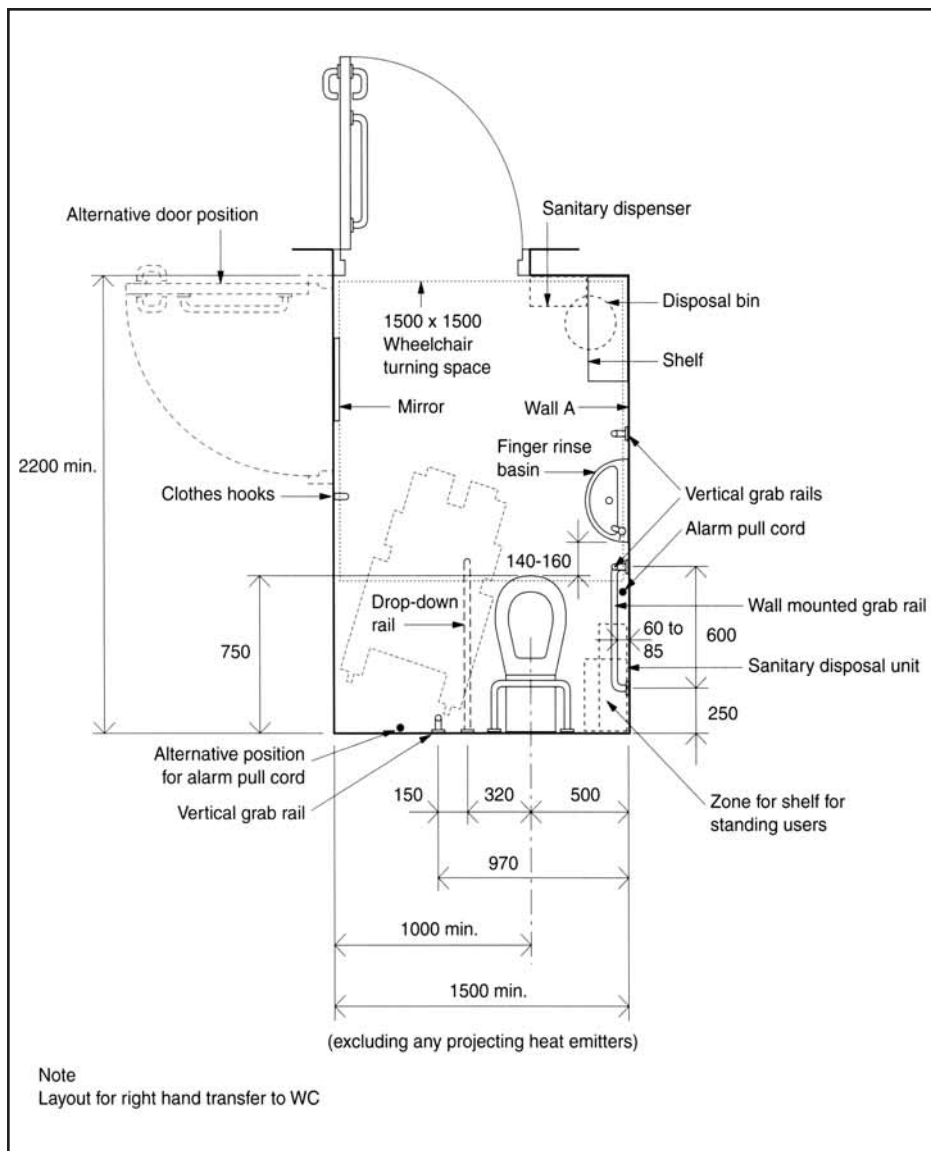 Alternative door position
Sanitary dispenser
1500 x 1500
Wheelchair
turning space
Disposal bin
Shelf
Mirror
Wall A
2200 min.
Finger rinse
basin
Clothes hooks
Vertical grab rails
Alarm pull cord
140-160
Drop-down
rail
Wall mounted grab rail
750
60 to
85
600
Sanitary disposal unit
250
Alternative position
for alarm pull cord
Vertical grab rail
150
320
500
Zone for shelf for
standing users
970
1000 min.
1500 min.
(excluding any projecting heat emitters)
Note
Layout for right hand transfer to WC